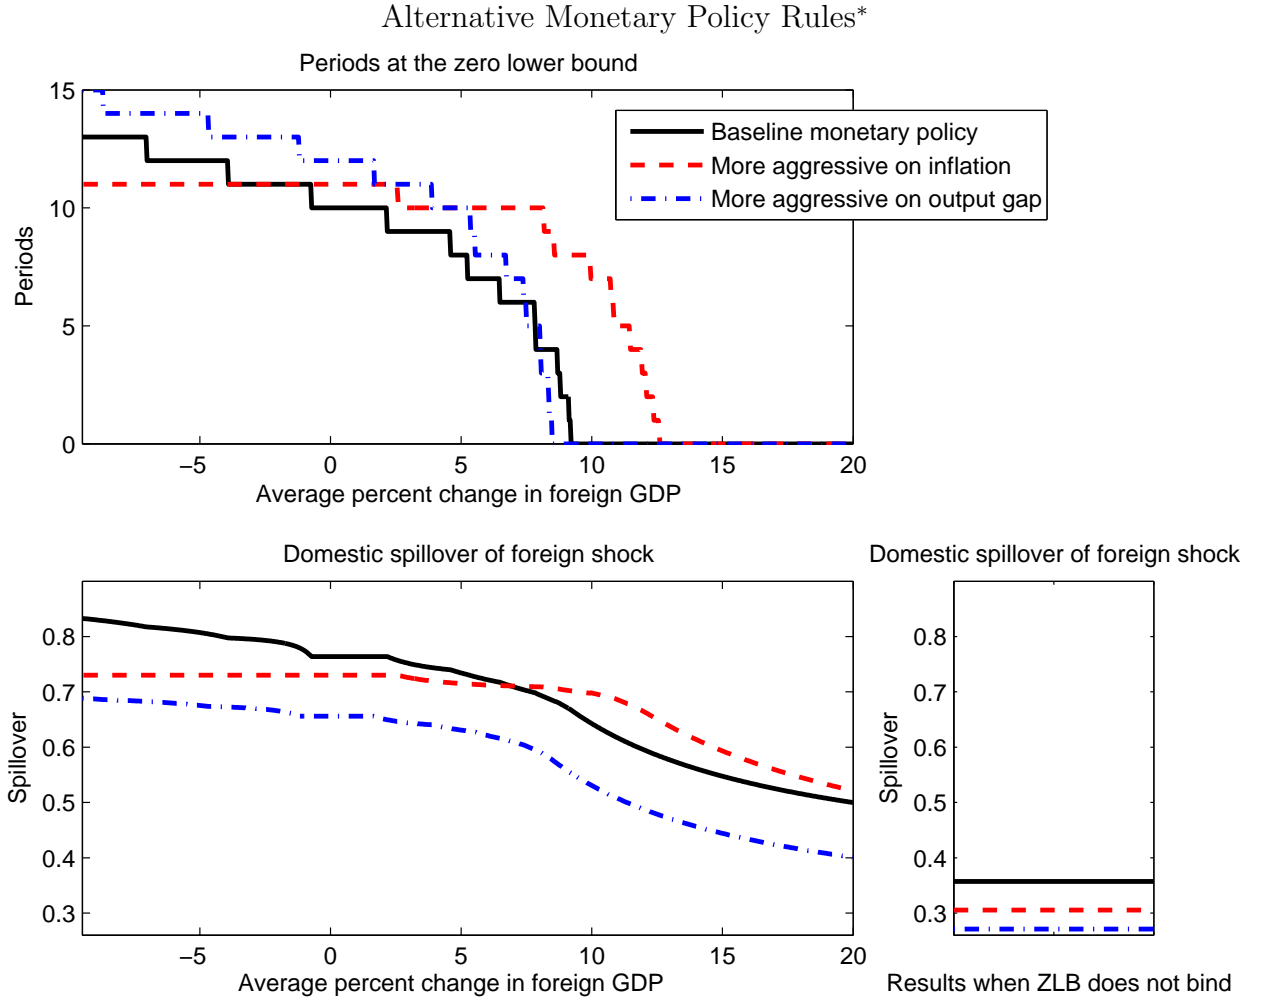 Alternative Monetary Policy Rules*
Periods at the zero lower bound
15
10
5
0
Periods
−5
0
5
10
15
20
Average percent change in foreign GDP
Baseline monetary policy
More aggressive on inflation
More aggressive on output gap
Domestic spillover of foreign shock
0.8
0.7
0.6
0.5
0.4
0.3
Spillover
−5
0
5
10
15
20
Average percent change in foreign GDP
Domestic spillover of foreign shock
0.8
0.7
0.6
0.5
0.4
0.3
Spillover
Results when ZLB does not bind